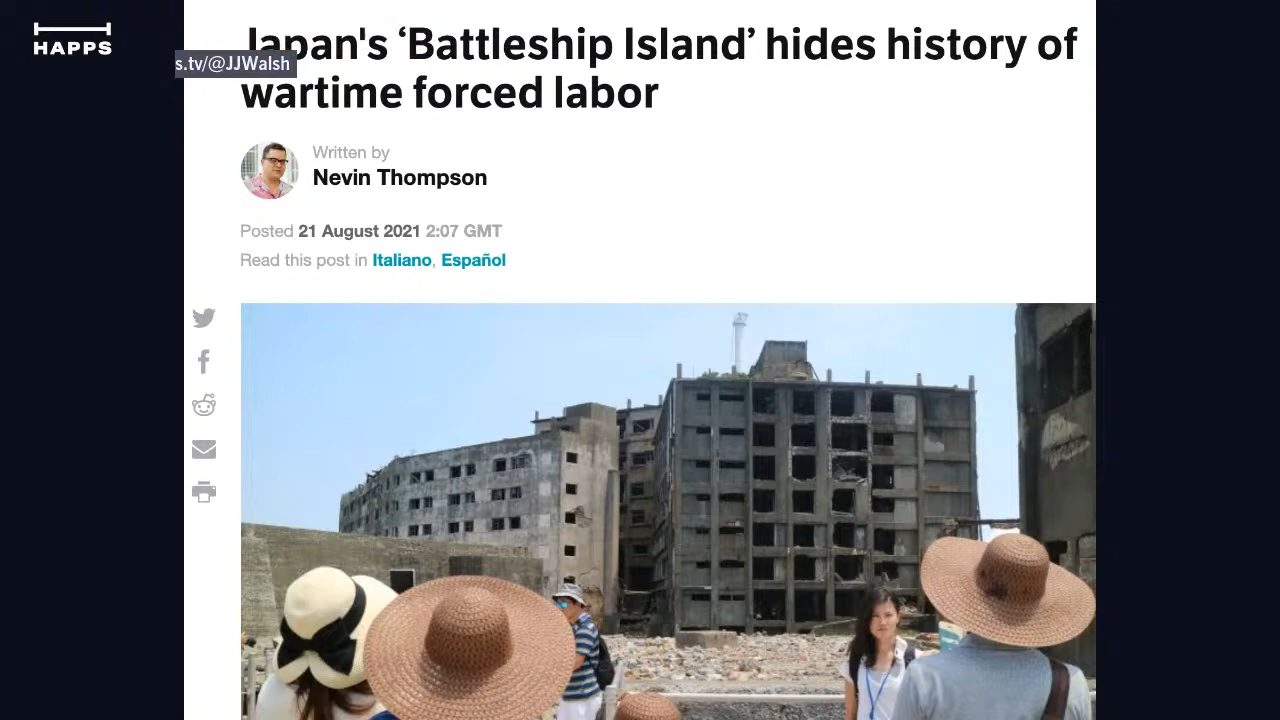 HAPPS
s.tv/@JJWalsh
Japan's ‘Battleship Island’ hides history of
wartime forced labor
Written by
Nevin Thompson
Posted 21 August 2021 2:07 GMT
Read this post in Italiano, Español